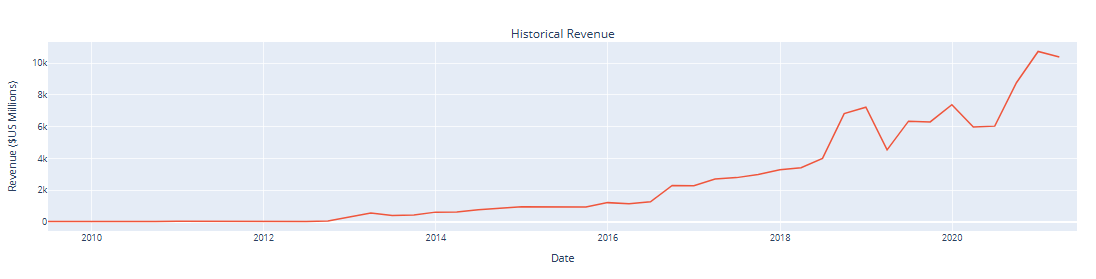 Historical Revenue
Revenue ($US Millions)
10k
8k
6k
4k
2k
0
2010 2012 2014 2016 2018 2020
Date